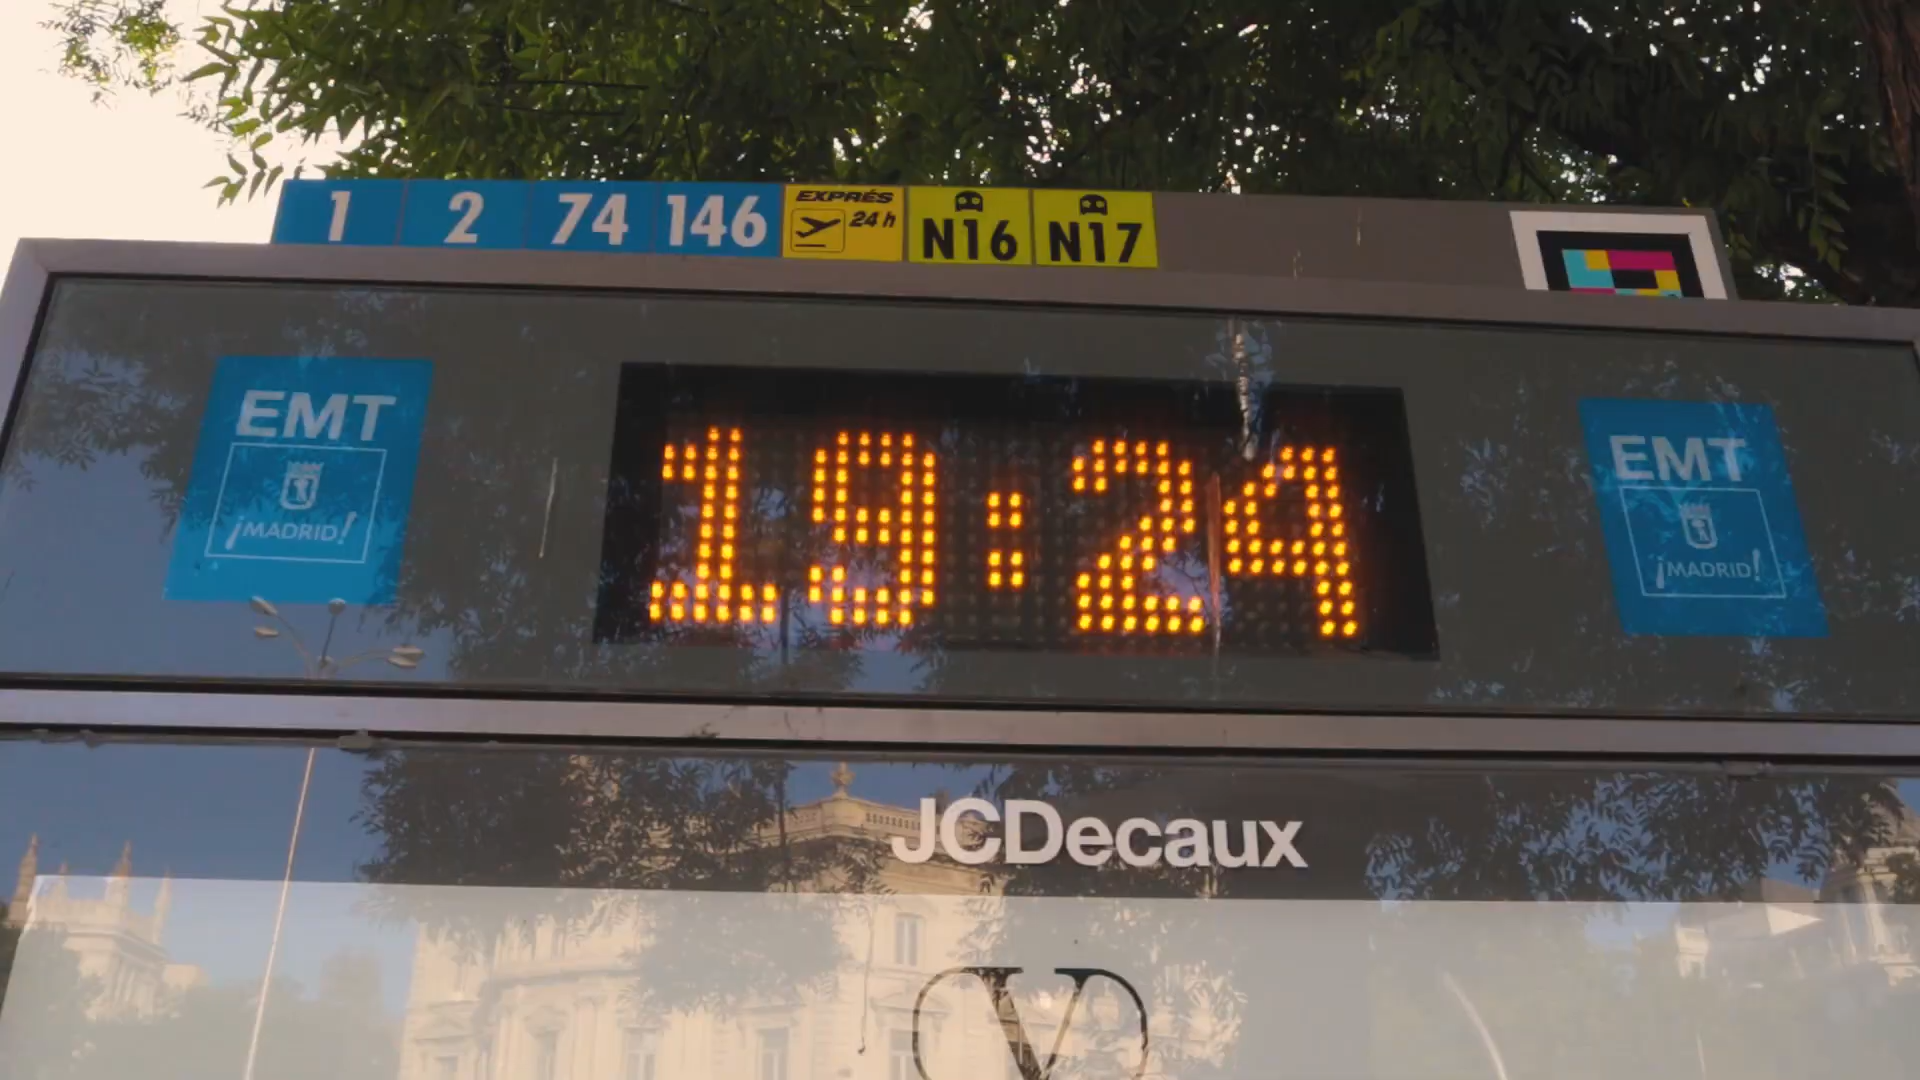 1 2 74 146 EXPRÉS 24 h N16 N17
EMT
¡MADRID!
19:24
EMT
¡MADRID!
JCDecaux
V